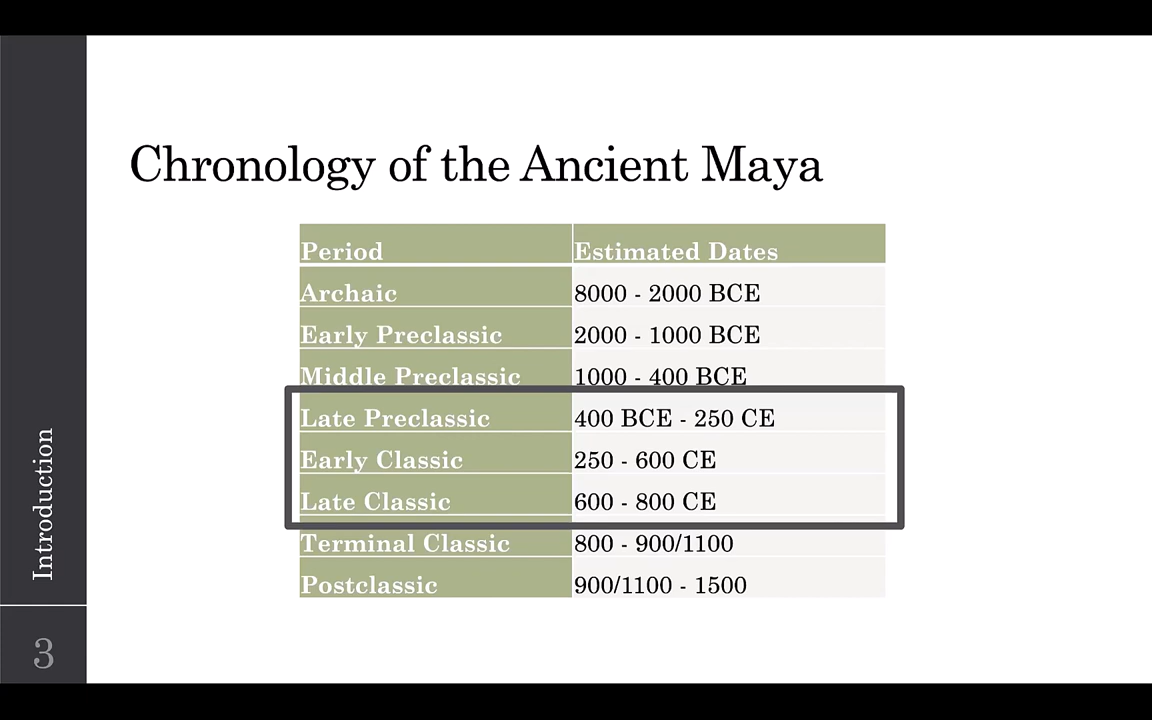 Chronology of the Ancient Maya
Period Estimated Dates
Archaic 8000 - 2000 BCE
Early Preclassic 2000 - 1000 BCE
Middle Preclassic 1000 - 400 BCE
Late Preclassic 400 BCE - 250 CE
Early Classic 250 - 600 CE
Late Classic 600 - 800 CE
Terminal Classic 800 - 900/1100
Postclassic 900/1100 - 1500
Introduction
3